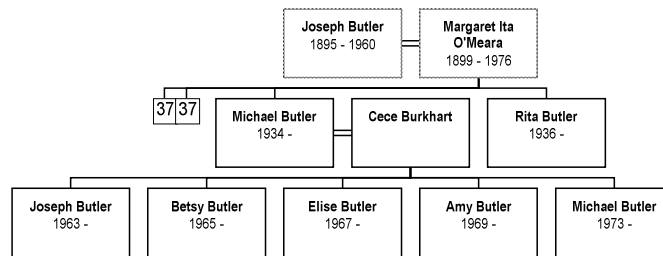 Joseph Butler
1895 - 1960
Margaret Ita
O'Meara
1899 - 1976
37 37
Michael Butler
1934 -
Cece Burkhart
Rita Butler
1936 -
Joseph Butler
1963 -
Betsy Butler
1965 -
Elise Butler
1967 -
Amy Butler
1969 -
Michael Butler
1973 -